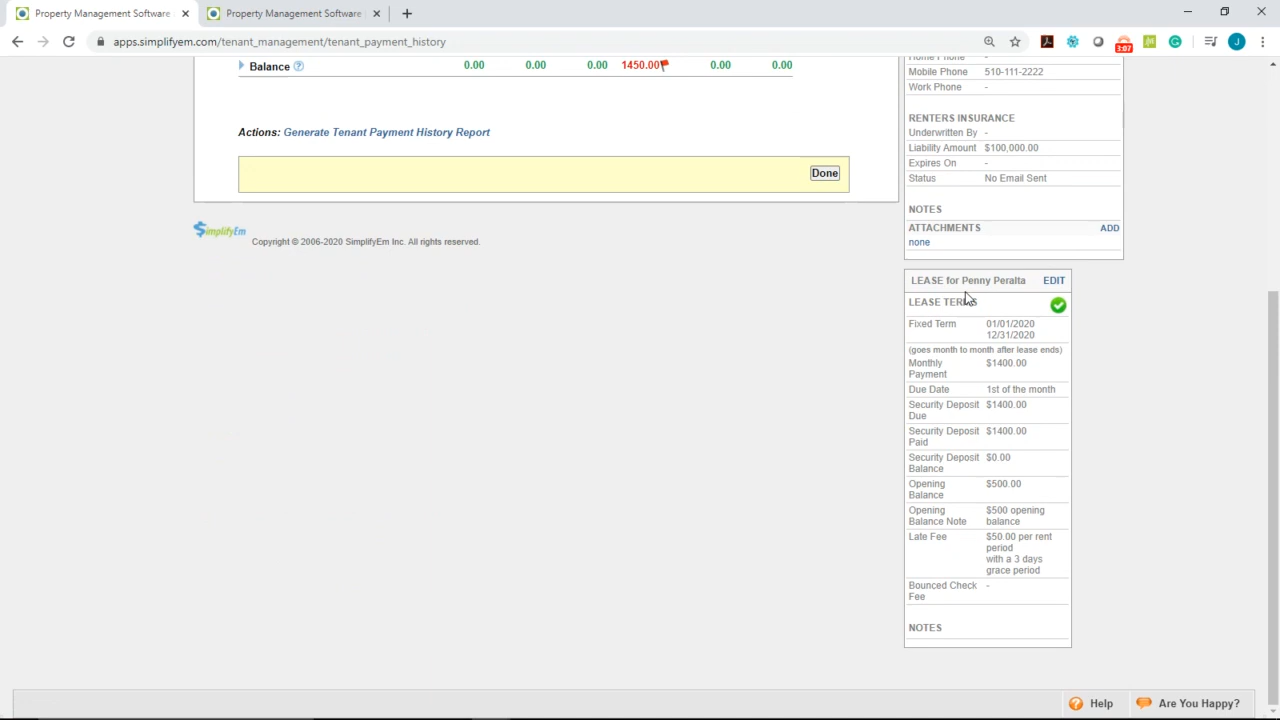 Property Management Software
Property Management Software
apps.simplifyem.com/tenant_management/tenant_payment_history
3:07
J
Balance ? 0.00 0.00 0.00 1450.00 0.00 0.00
Actions: Generate Tenant Payment History Report
Done
SimplifyEm
Copyright © 2006-2020 SimplifyEm Inc. All rights reserved.
Home Phone -
Mobile Phone 510-111-2222
Work Phone -
RENTERS INSURANCE
Underwritten By -
Liability Amount $100,000.00
Expires On -
Status No Email Sent
NOTES
ATTACHMENTS ADD
none
LEASE for Penny Peralta EDIT
LEASE TERMS
Fixed Term 01/01/2020
12/31/2020
(goes month to month after lease ends)
Monthly $1400.00
Payment
Due Date 1st of the month
Security Deposit $1400.00
Due
Security Deposit $1400.00
Paid
Security Deposit $0.00
Balance
Opening $500.00
Balance
Opening $500 opening
Balance Note balance
Late Fee $50.00 per rent
period
with a 3 days
grace period
Bounced Check -
Fee
NOTES
? Help Are You Happy?